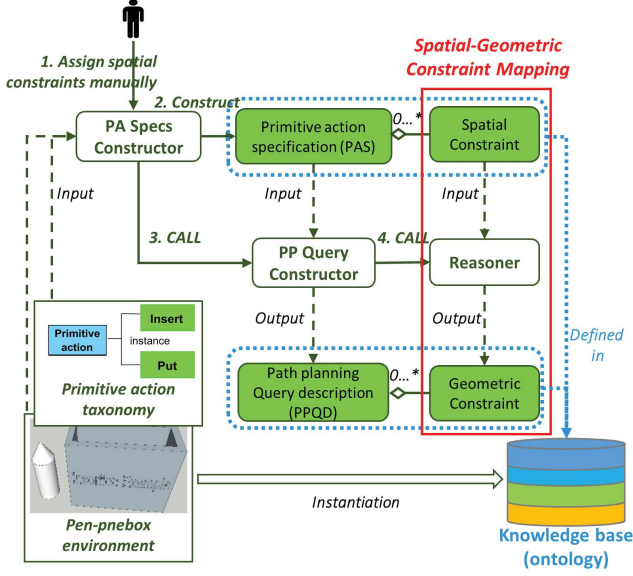 1. Assign spatial
constraints manually
Spatial-Geometric
Constraint Mapping
2. Construct
PA Specs
Constructor
Primitive action
specification (PAS)
0...*
Spatial
Constraint
Input
Input
Input
3. CALL
4. CALL
PP Query
Constructor
Reasoner
Output
Output
Defined
in
Primitive
action
Insert
instance
Put
Primitive action
taxonomy
Path planning
Query description
(PPQD)
0...*
Geometric
Constraint
Pen-pnebox
environment
Instantiation
Knowledge base
(ontology)